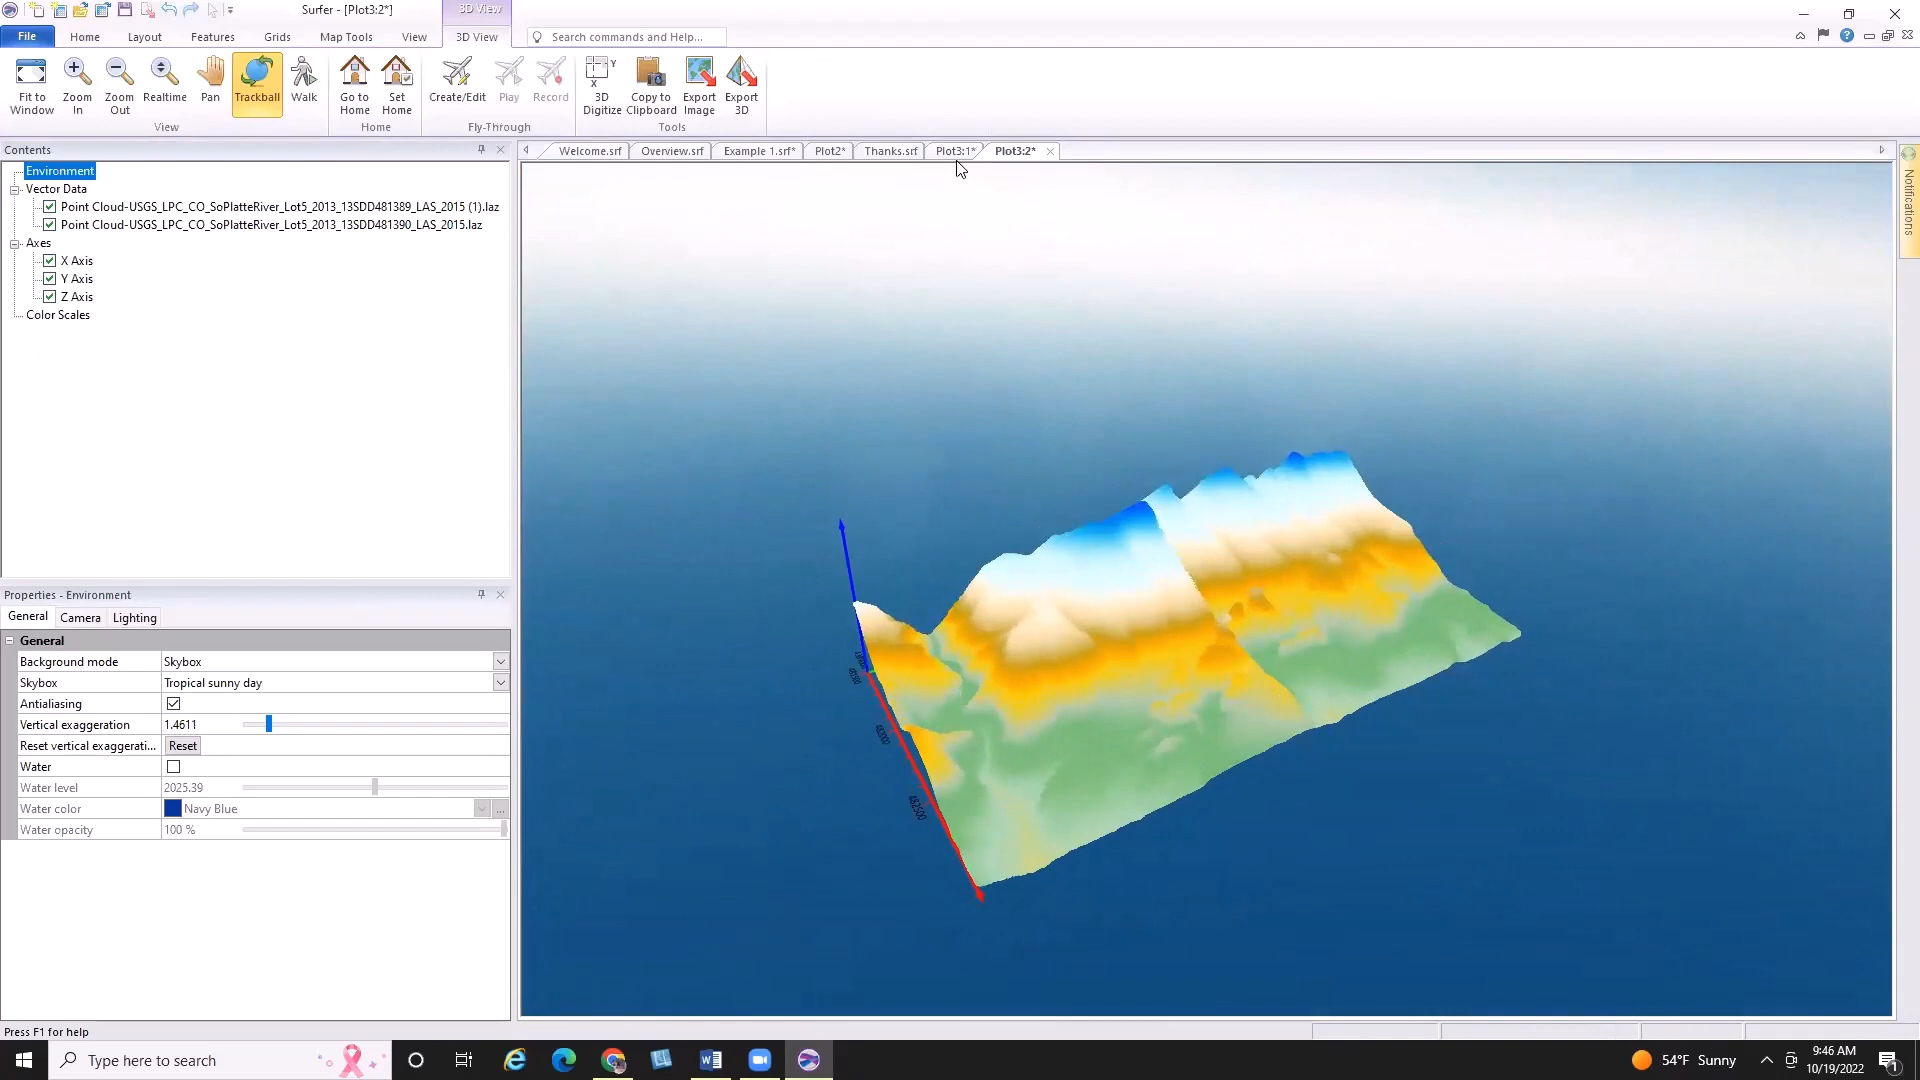 Surfer - [Plot3:2*]
3D View
File Home Layout Features Grids Map Tools View 3D View Search commands and Help...
Fit to Window
Zoom In
Zoom Out
Realtime
Pan
Trackball
Walk
Go to Home
Set Home
Create/Edit
Play
Record
X Y
3D Digitize
Copy to Clipboard
Export Image
Export 3D
View Home Fly-Through Tools
Contents
Welcome.srf Overview.srf Example 1.srf* Plot2* Thanks.srf Plot3:1* Plot3:2*
Notifications
Environment
Vector Data
Point Cloud-USGS_LPC_CO_SoPlatteRiver_Lot5_2013_13SDD481389_LAS_2015 (1).laz
Point Cloud-USGS_LPC_CO_SoPlatteRiver_Lot5_2013_13SDD481390_LAS_2015.laz
Axes
X Axis
Y Axis
Z Axis
Color Scales
482500
Properties - Environment
General Camera Lighting
General
Background mode Skybox
Skybox Tropical sunny day
Antialiasing
Vertical exaggeration 1.4611
Reset vertical exaggerati... Reset
Water
Water level 2025.39
Water color Navy Blue ...
Water opacity 100 %
Press F1 for help
Type here to search
54°F Sunny
9:46 AM
10/19/2022
1